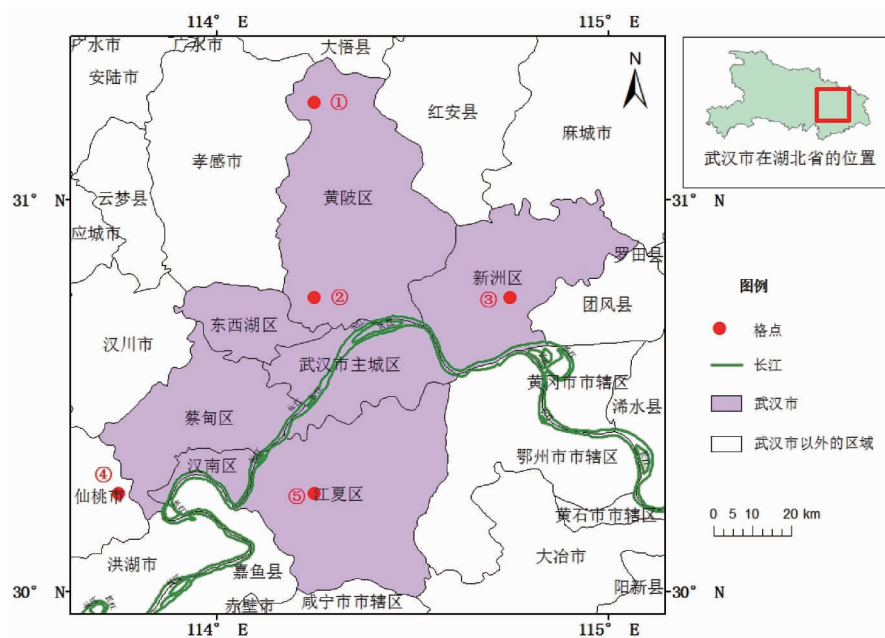 114° E
115° E
广水市
广水市
大悟县
安陆市
①
红安县
N
麻城市
孝感市
武汉市在湖北省的位置
31° N
云梦县
黄陂区
31° N
应城市
罗田县
新洲区
②
③
图例
团风县
东西湖区
格点
汉川市
武汉市主城区
长江
黄冈市市辖区
蔡甸区
浠水县
武汉市
汉南区
鄂州市市辖区
武汉市以外的区域
④
仙桃市
⑤
江夏区
黄石市市辖区
0 5 10 20 km
洪湖市
大冶市
嘉鱼县
阳新县
30° N
赤壁市
咸宁市市辖区
30° N
114° E
115° E